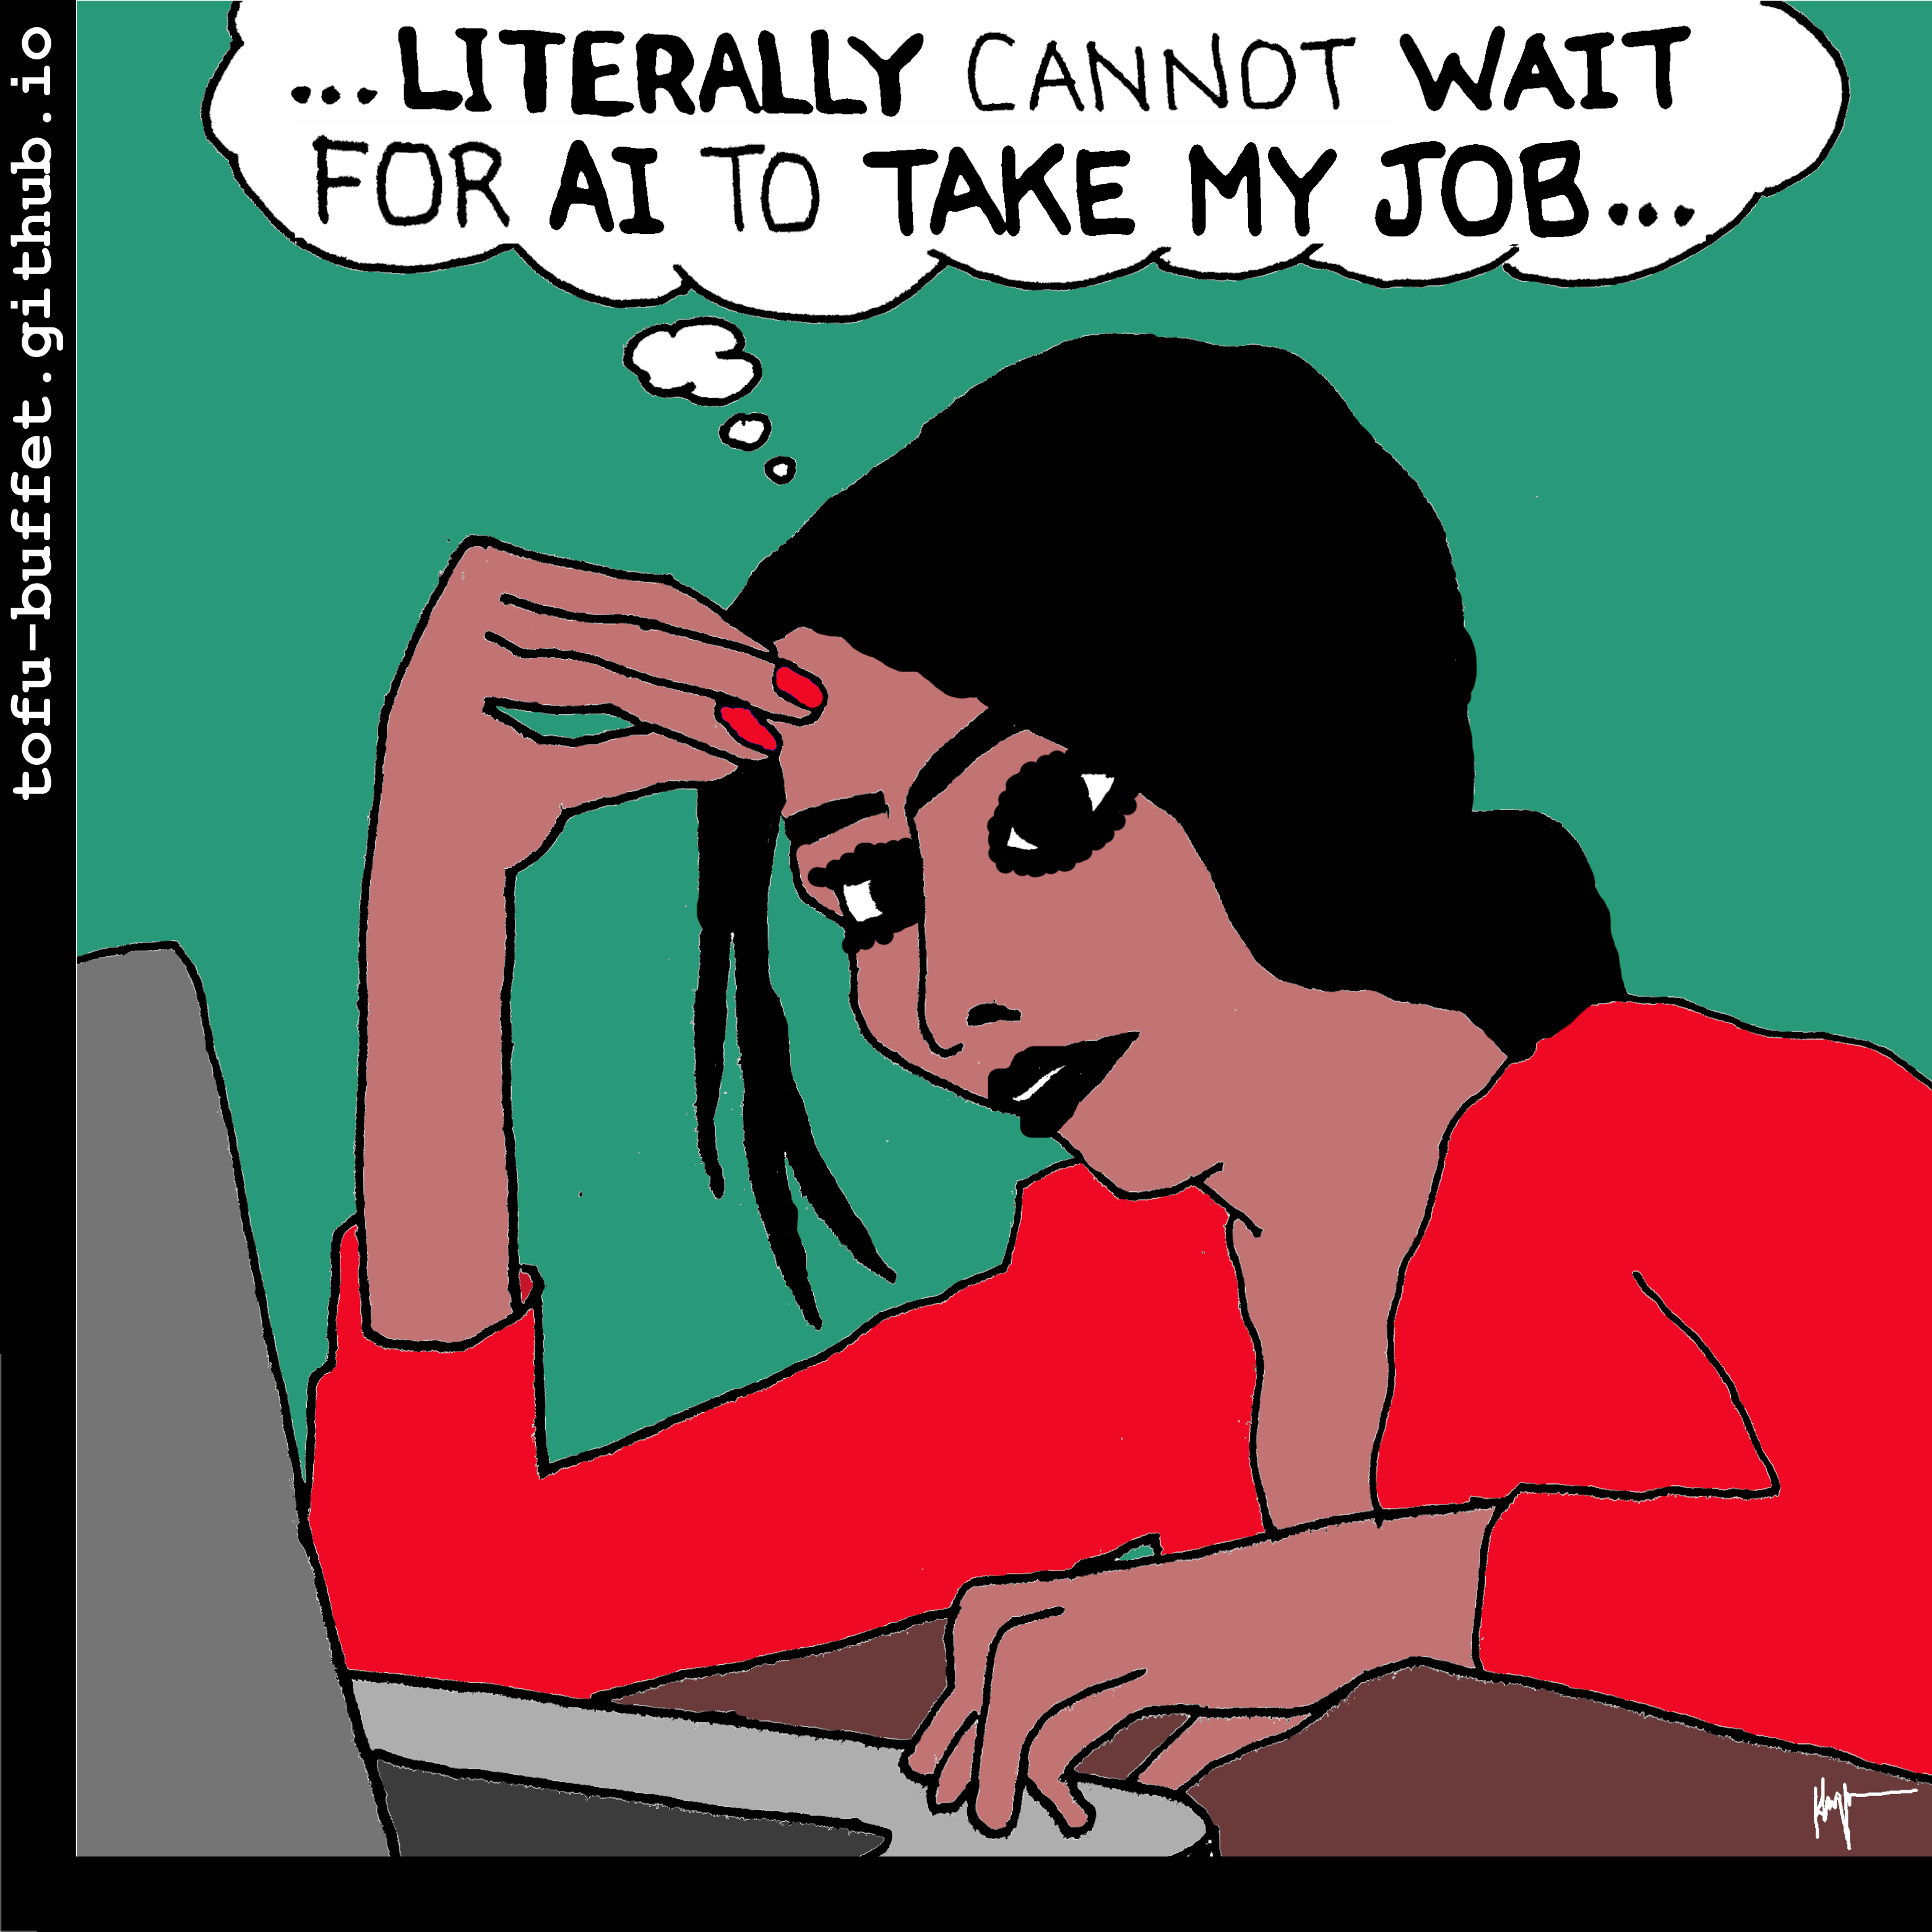 ...LITERALLY CANNOT WAIT
FOR AI TO TAKE MY JOB...
tofu-buffet.github.io